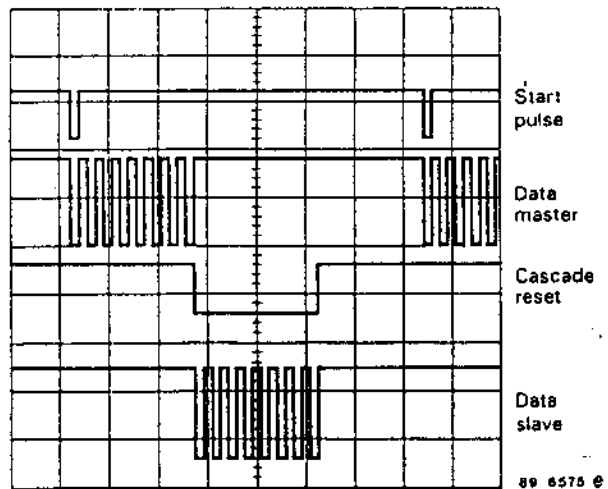 Start
pulse
Data
master
Cascade
reset
Data
slave
89 6575 e